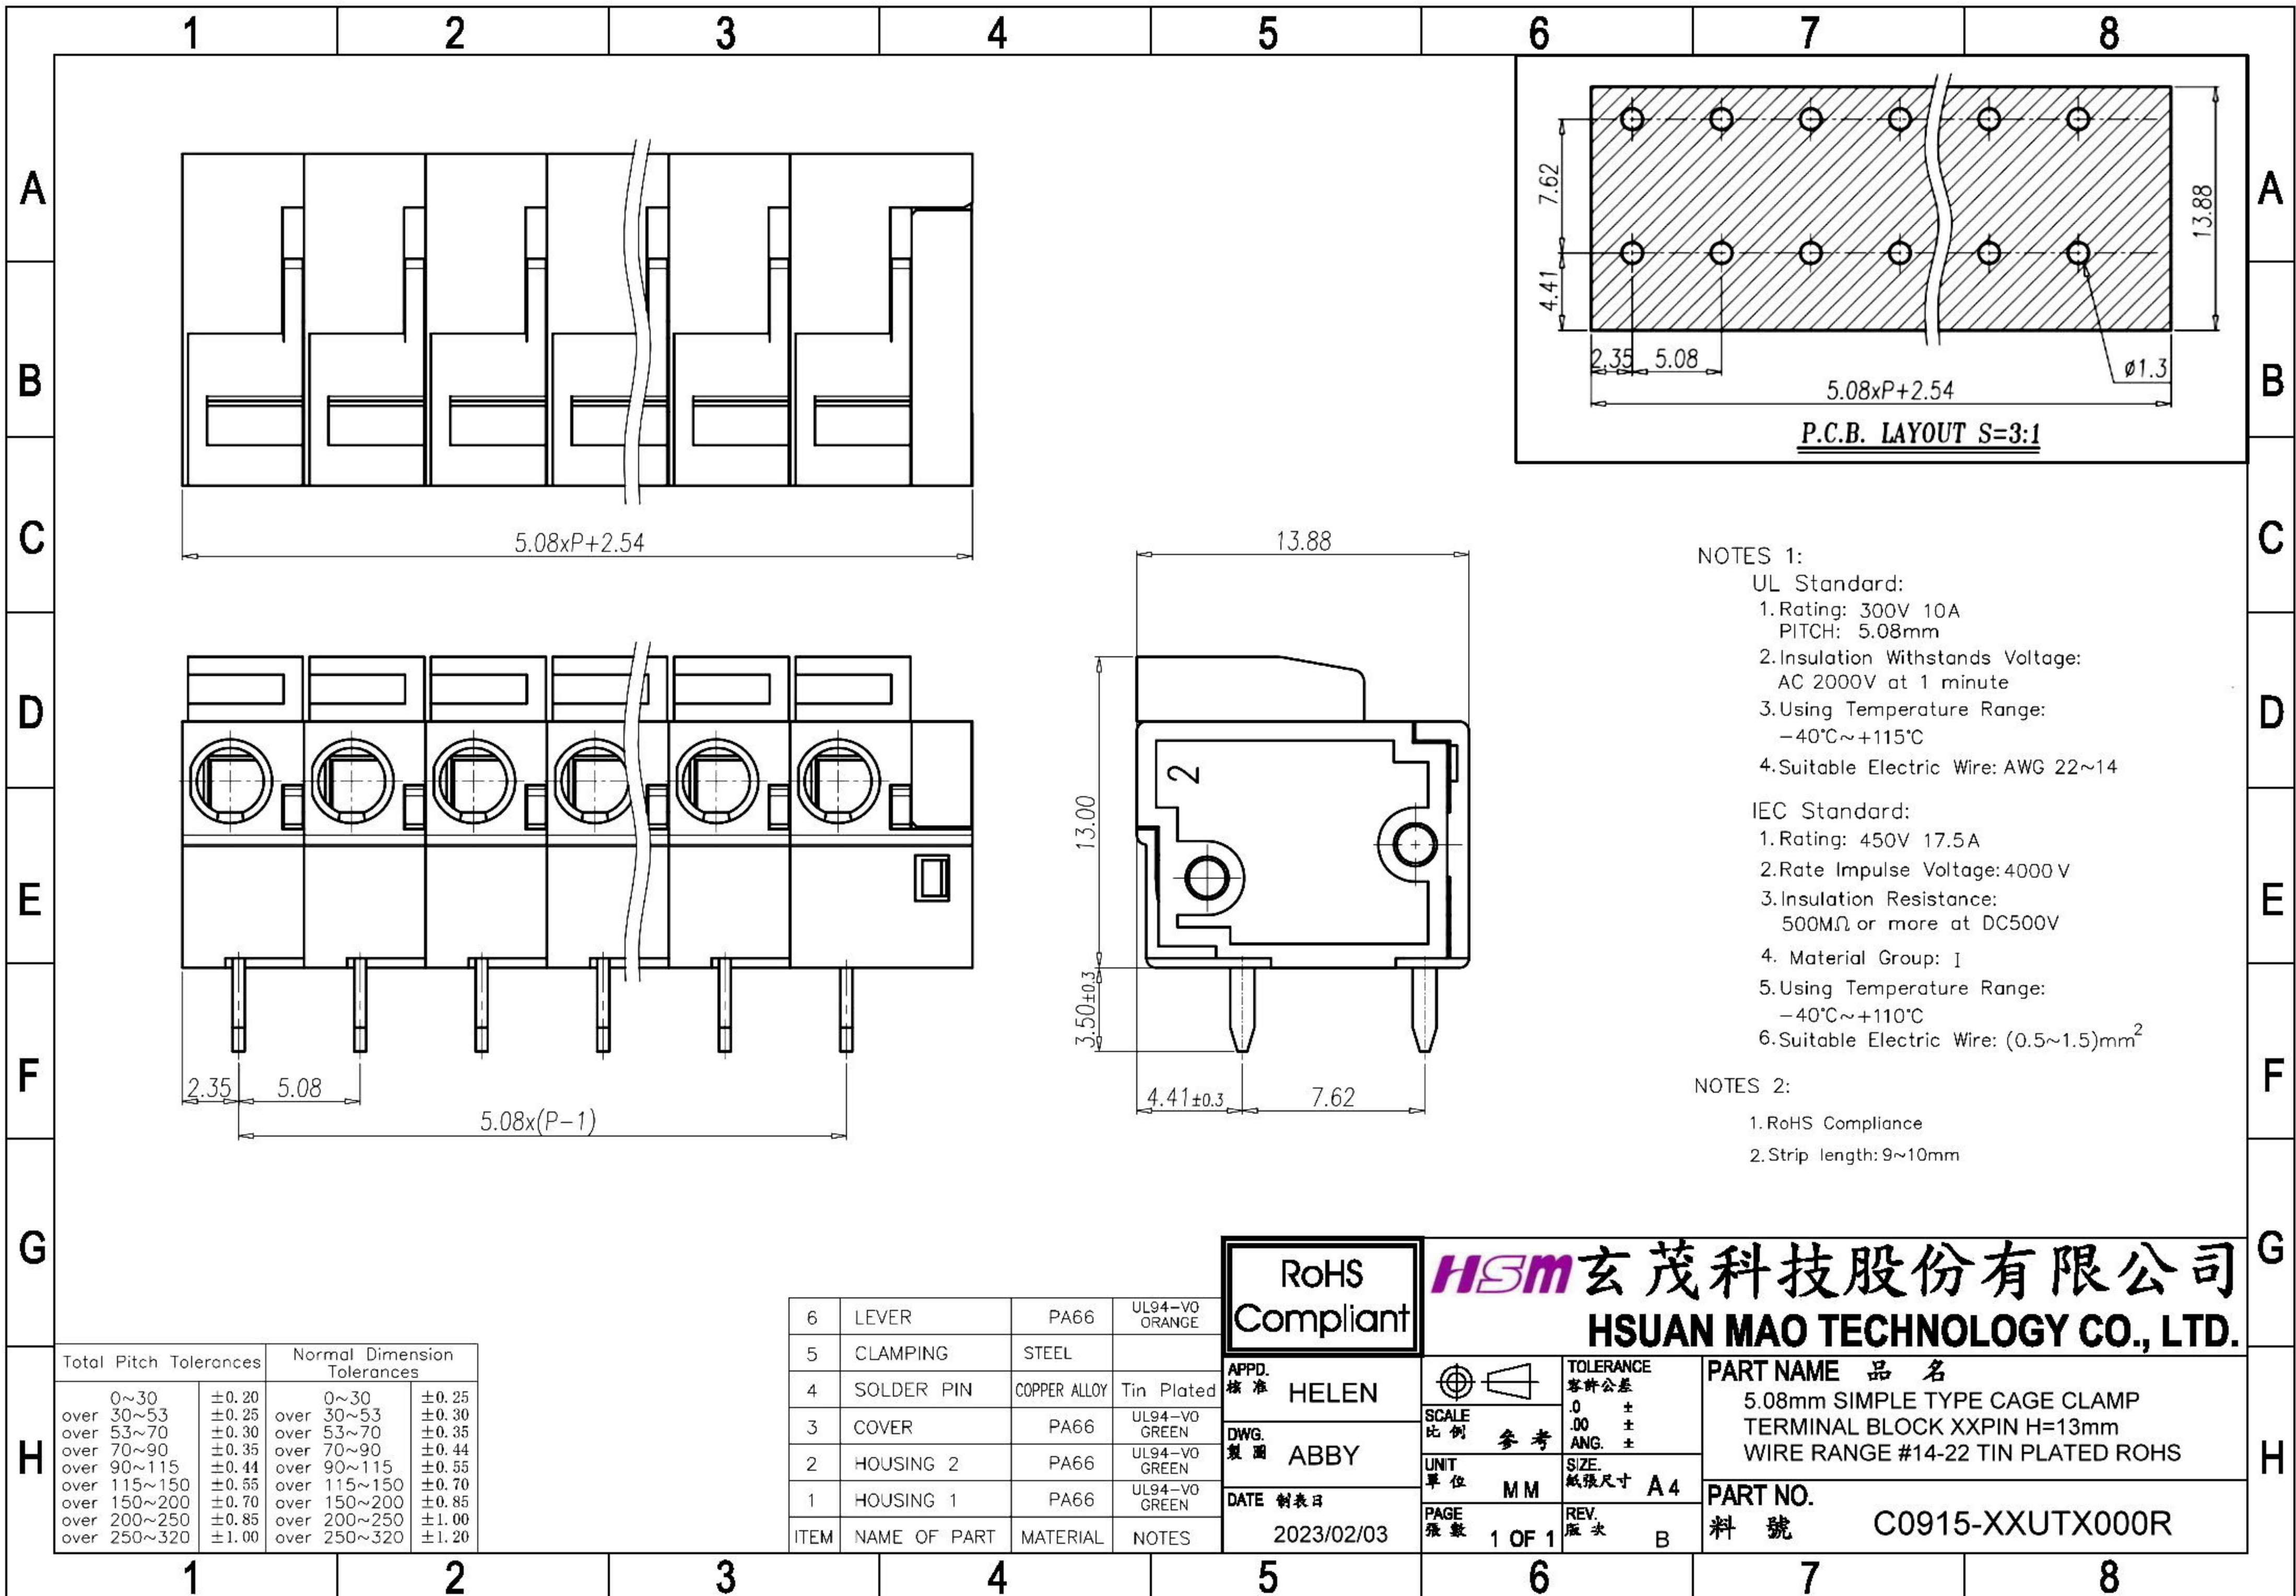 1 2 3 4 5 6 7 8
A
B
C
D
E
F
G
H
A
B
C
D
E
F
G
H
5.08xP+2.54
7.62
4.41
13.88
2.35
5.08
ø1.3
5.08xP+2.54
P.C.B. LAYOUT S=3:1
2.35
5.08
5.08x(P-1)
13.88
2
13.00
3.50±0.3
4.41±0.3
7.62
NOTES 1:
UL Standard:
1. Rating: 300V 10A
PITCH: 5.08mm
2. Insulation Withstands Voltage:
AC 2000V at 1 minute
3. Using Temperature Range:
-40°C~+115°C
4. Suitable Electric Wire: AWG 22~14
IEC Standard:
1. Rating: 450V 17.5A
2. Rate Impulse Voltage: 4000V
3. Insulation Resistance:
500MΩ or more at DC500V
4. Material Group: I
5. Using Temperature Range:
-40°C~+110°C
6. Suitable Electric Wire: (0.5~1.5)mm²
NOTES 2:
1. RoHS Compliance
2. Strip length: 9~10mm
Total Pitch Tolerances Normal Dimension Tolerances
0~30 ±0.20 0~30 ±0.25
over 30~53 ±0.25 over 30~53 ±0.30
over 53~70 ±0.30 over 53~70 ±0.35
over 70~90 ±0.35 over 70~90 ±0.44
over 90~115 ±0.44 over 90~115 ±0.55
over 115~150 ±0.55 over 115~150 ±0.70
over 150~200 ±0.70 over 150~200 ±0.85
over 200~250 ±0.85 over 200~250 ±1.00
over 250~320 ±1.00 over 250~320 ±1.20
6 LEVER PA66 UL94-V0 ORANGE
5 CLAMPING STEEL
4 SOLDER PIN COPPER ALLOY Tin Plated
3 COVER PA66 UL94-V0 GREEN
2 HOUSING 2 PA66 UL94-V0 GREEN
1 HOUSING 1 PA66 UL94-V0 GREEN
ITEM NAME OF PART MATERIAL NOTES
RoHS
Compliant
HSM 玄茂科技股份有限公司
HSUAN MAO TECHNOLOGY CO., LTD.
APPD. 核准 HELEN
DWG. 製圖 ABBY
DATE 制表日
2023/02/03
SCALE 比例 參考
UNIT 單位 MM
PAGE 張數 1 OF 1
TOLERANCE
容許公差
.0 ±
.00 ±
ANG. ±
SIZE. 紙張尺寸 A4
REV. 版次 B
PART NAME 品名
5.08mm SIMPLE TYPE CAGE CLAMP
TERMINAL BLOCK XXPIN H=13mm
WIRE RANGE #14-22 TIN PLATED ROHS
PART NO.
料號 C0915-XXUTX000R
1 2 3 4 5 6 7 8